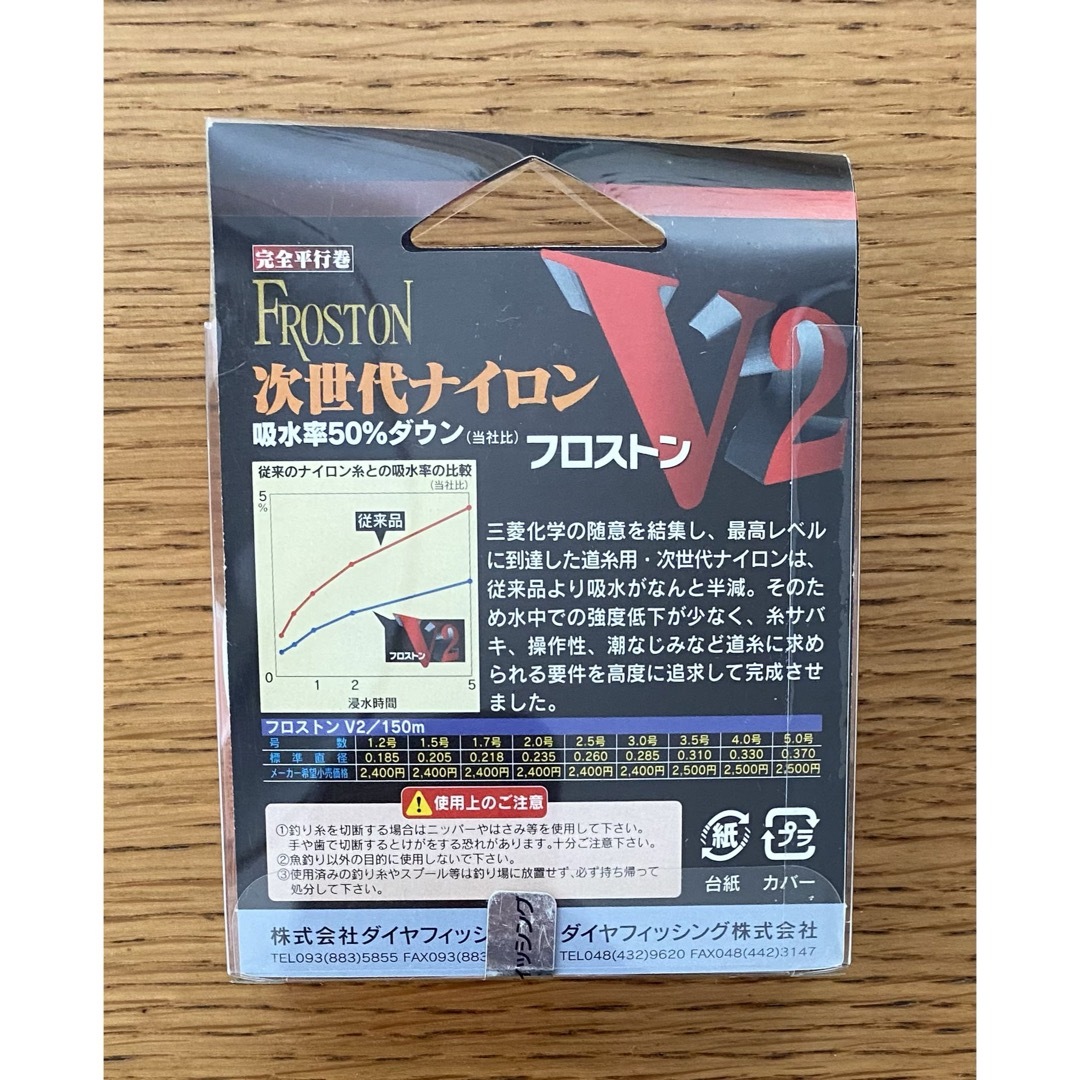 完全平行巻
FROSTON
次世代ナイロン
吸水率50%ダウン(当社比)
フロストン
V2
従来のナイロン糸との吸水率の比較
(当社比)
5
%
従来品
フロストン V2
0 1 2 5
浸水時間
三菱化学の随意を結集し、最高レベル
に到達した道糸用・次世代ナイロンは、
従来品より吸水がなんと半減。そのた
め水中での強度低下が少なく、糸サバ
キ、操作性、潮なじみなど道糸に求め
られる要件を高度に追求して完成させ
ました。
フロストン V2/150m
号数 1.2号 1.5号 1.7号 2.0号 2.5号 3.0号 3.5号 4.0号 5.0号
標準直径 0.185 0.205 0.218 0.235 0.260 0.285 0.310 0.330 0.370
メーカー希望小売価格 2,400円 2,400円 2,400円 2,400円 2,400円 2,400円 2,500円 2,500円 2,500円
使用上のご注意
①釣り糸を切断する場合はニッパーやはさみ等を使用して下さい。
手や歯で切断するとけがをする恐れがあります。十分ご注意下さい。
②魚釣り以外の目的に使用しないで下さい。
③使用済みの釣り糸やスプール等は釣り場に放置せず、必ず持ち帰って
処分して下さい。
紙 プラ
台紙 カバー
株式会社ダイヤフィッシ
TEL093(883)5855 FAX093(883
イッシング
ダイヤフィッシング株式会社
TEL048(432)9620 FAX048(442)3147